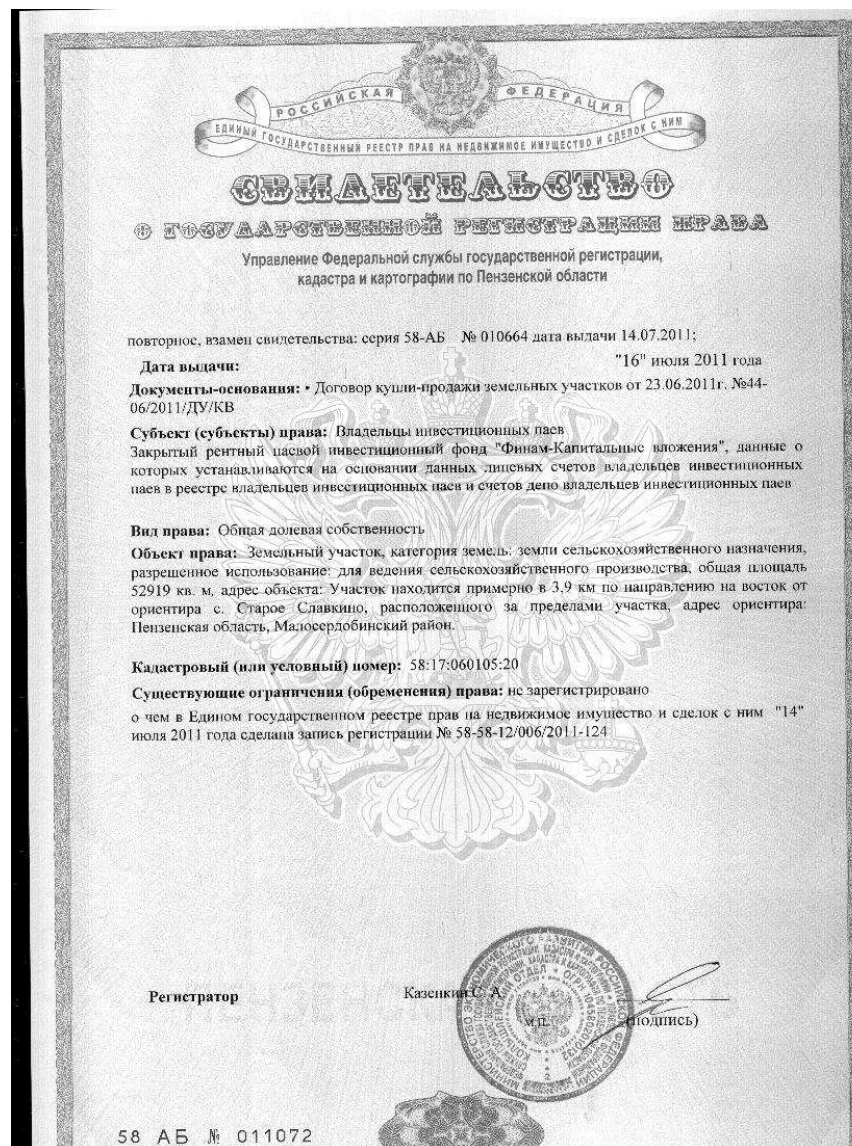 РОССИЙСКАЯ ФЕДЕРАЦИЯ
ЕДИНЫЙ ГОСУДАРСТВЕННЫЙ РЕЕСТР ПРАВ НА НЕДВИЖИМОЕ ИМУЩЕСТВО И СДЕЛОК С НИМ
СВИДЕТЕЛЬСТВО
О ГОСУДАРСТВЕННОЙ РЕГИСТРАЦИИ ПРАВА
Управление Федеральной службы государственной регистрации,
кадастра и картографии по Пензенской области
повторное, взамен свидетельства: серия 58-АБ № 010664 дата выдачи 14.07.2011;
Дата выдачи: "16" июля 2011 года
Документы-основания: • Договор купли-продажи земельных участков от 23.06.2011г. №44-
06/2011/ДУ/КВ
Субъект (субъекты) права: Владельцы инвестиционных паев
Закрытый рентный паевой инвестиционный фонд "Финам-Капитальные вложения", данные о
которых устанавливаются на основании данных лицевых счетов владельцев инвестиционных
паев в реестре владельцев инвестиционных паев и счетов депо владельцев инвестиционных паев
Вид права: Общая долевая собственность
Объект права: Земельный участок, категория земель: земли сельскохозяйственного назначения,
разрешенное использование: для ведения сельскохозяйственного производства, общая площадь
52919 кв. м, адрес объекта: Участок находится примерно в 3,9 км по направлению на восток от
ориентира с. Старое Славкино, расположенного за пределами участка, адрес ориентира:
Пензенская область, Малосердобинский район.
Кадастровый (или условный) номер: 58:17:060105:20
Существующие ограничения (обременения) права: не зарегистрировано
о чем в Едином государственном реестре прав на недвижимое имущество и сделок с ним "14"
июля 2011 года сделана запись регистрации № 58-58-12/006/2011-124
Регистратор Казенкин С. А.
м.п. (подпись)
58 АБ № 011072